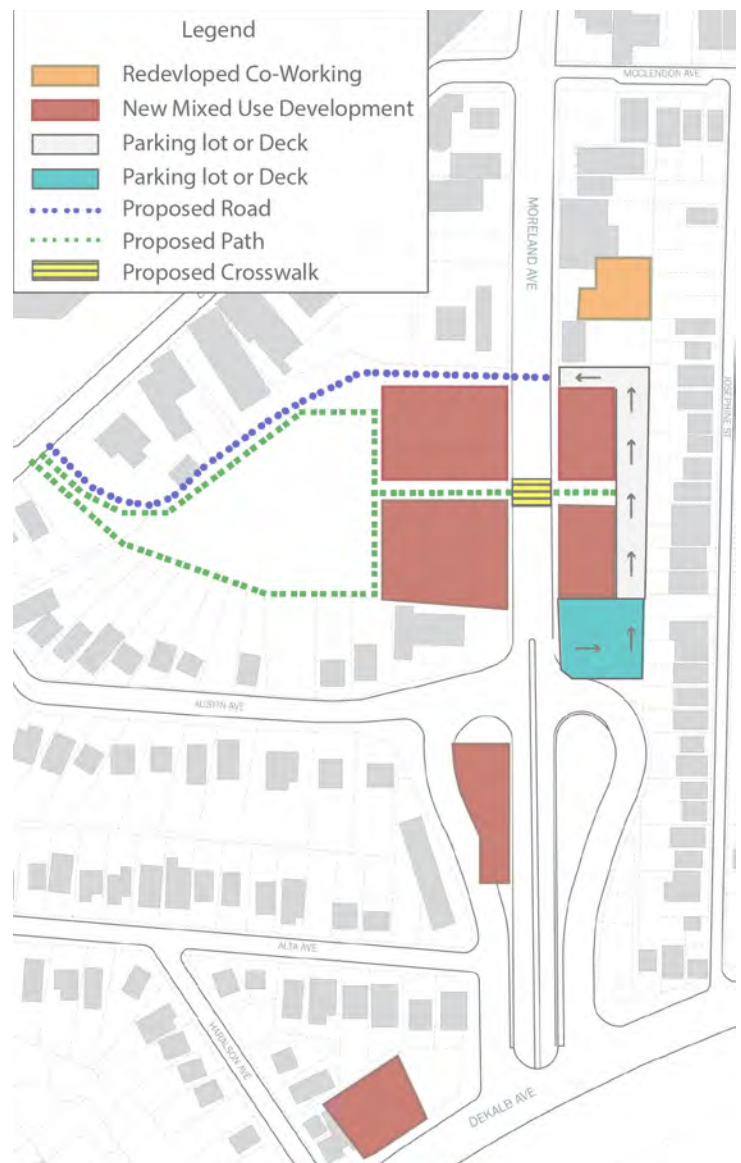 Legend
Redevloped Co-Working
New Mixed Use Development
Parking lot or Deck
Parking lot or Deck
Proposed Road
Proposed Path
Proposed Crosswalk
MCCLENDON AVE
MORELAND AVE
JOSEPHINE ST
AUSTIN AVE
ALTA AVE
HARALSON AVE
DEKALB AVE